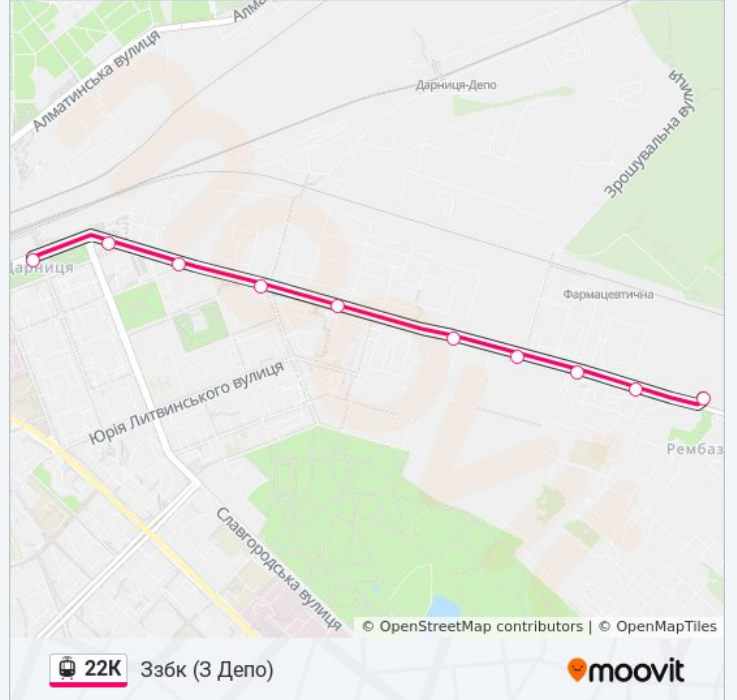 Алматинська вулиця
Алма
Дарниця-Депо
Зрошувальна вулиця
Дарниця
Фармацевтична
Юрія Литвинського вулиця
Рембаз
Славгородська вулиця
moovit
© OpenStreetMap contributors | © OpenMapTiles
22К Ззбк (З Депо)
moovit